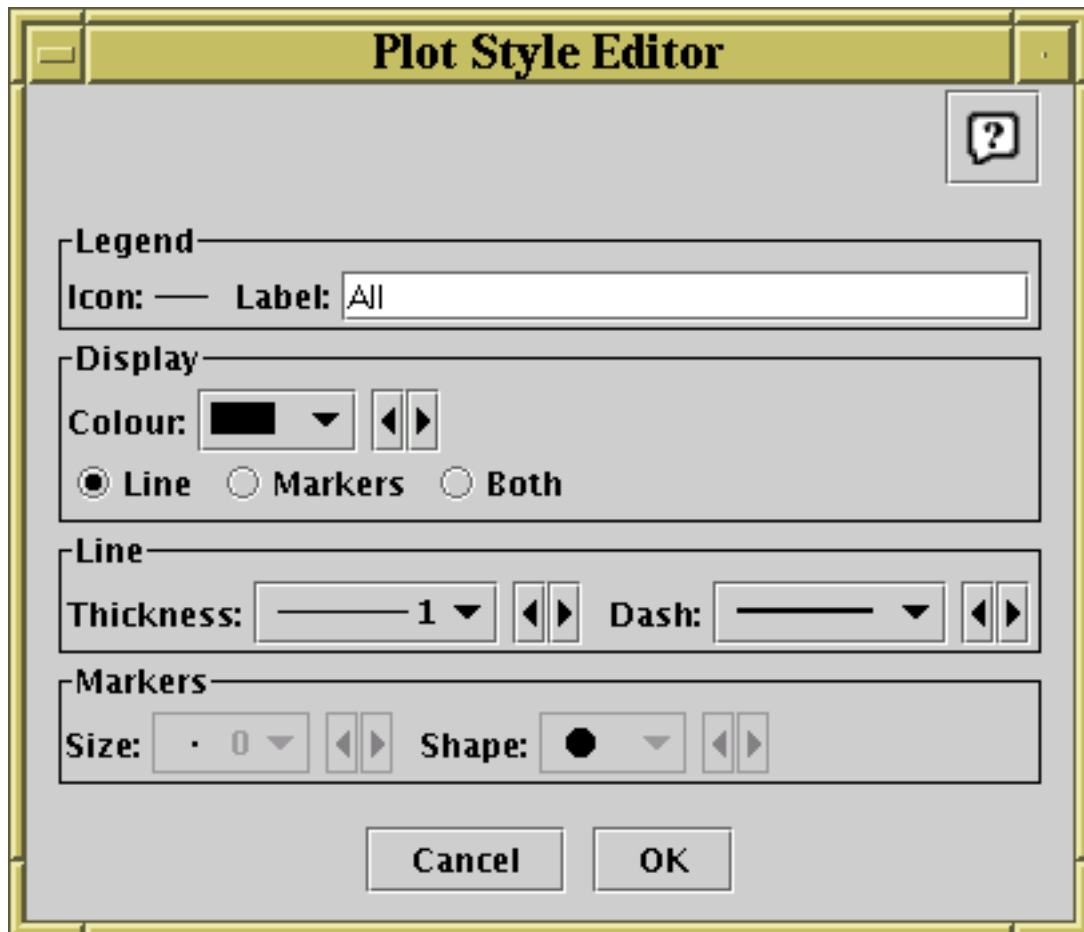 Plot Style Editor
?
Legend
Icon: Label: All
Display
Colour:
Line Markers Both
Line
Thickness: 1 Dash:
Markers
Size: 0 Shape:
Cancel OK